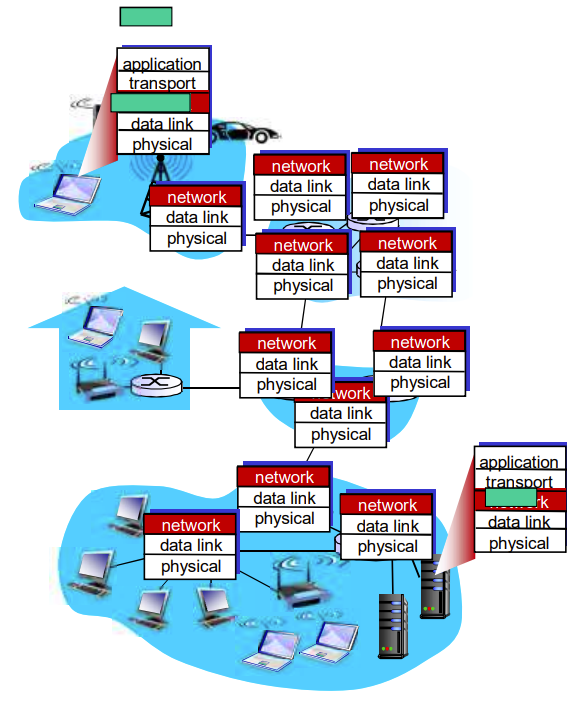 application
transport
data link
physical
network
data link
physical
network
data link
physical
network
data link
physical
network
data link
physical
network
data link
physical
network
data link
physical
network
data link
physical
work
data link
physical
network
data link
physical
application
transport
data link
physical
network
data link
physical
network
data link
physical